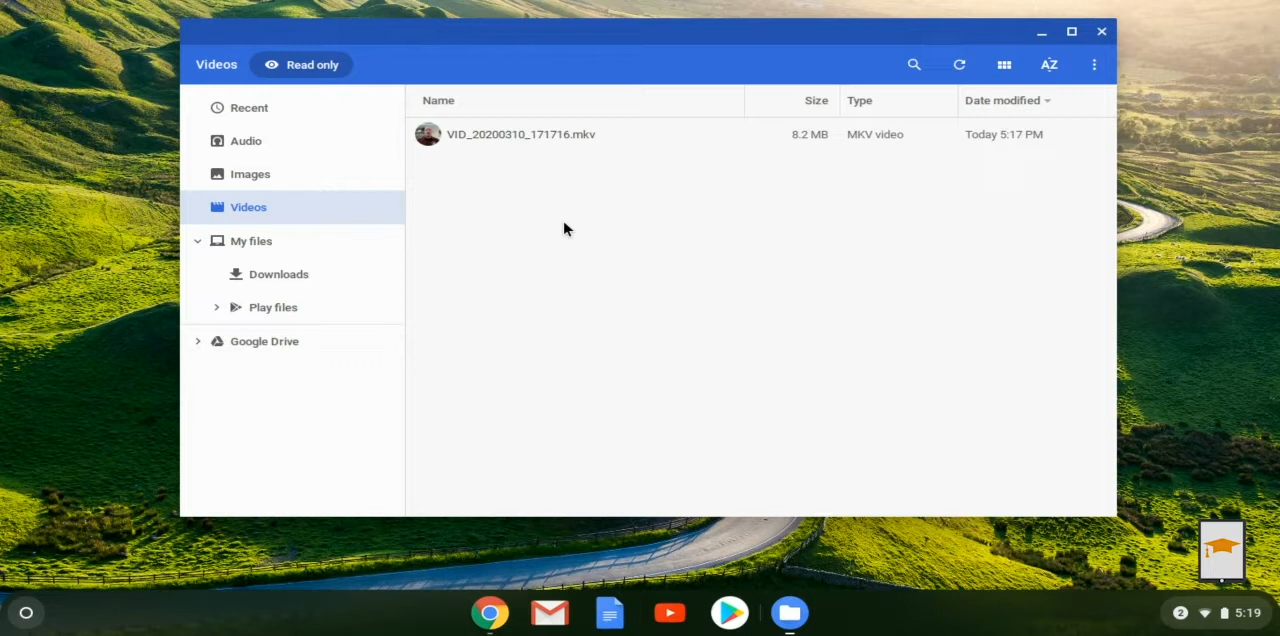 Videos Read only AZ
Name Size Type Date modified
Recent
VID_20200310_171716.mkv 8.2 MB MKV video Today 5:17 PM
Audio
Images
Videos
My files
Downloads
Play files
Google Drive
2 5:19